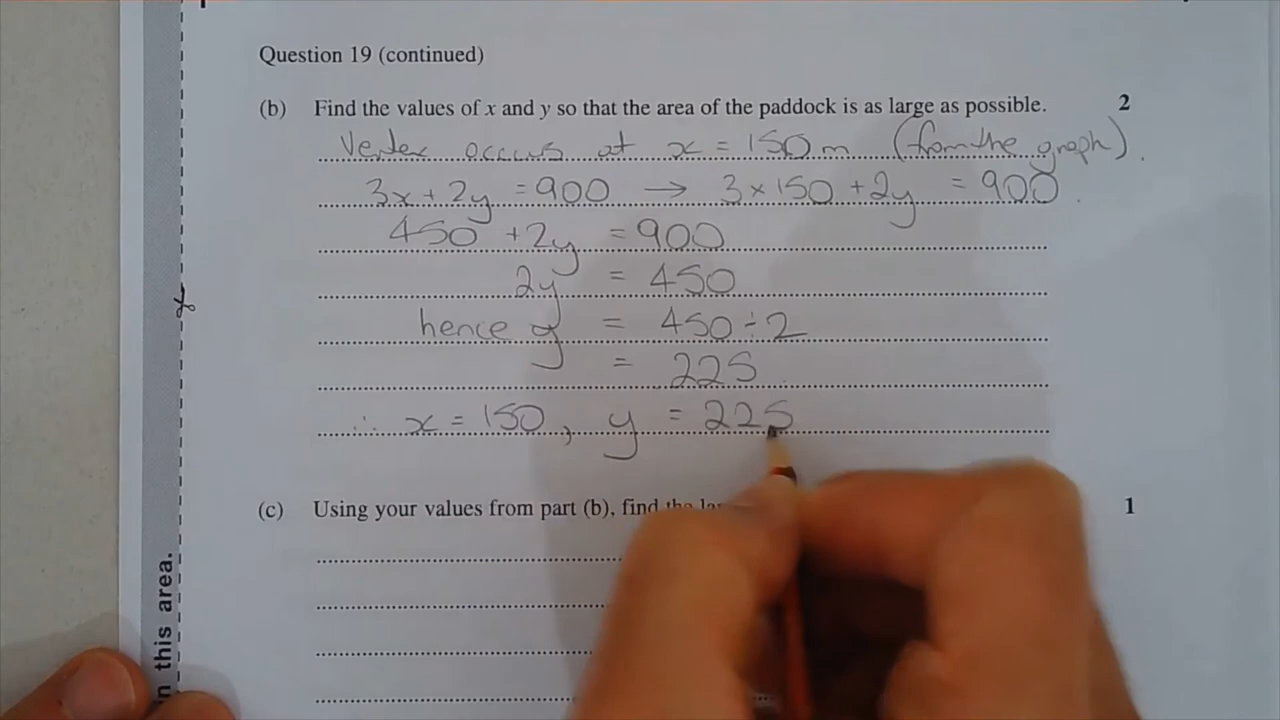 Question 19 (continued)
(b) Find the values of x and y so that the area of the paddock is as large as possible. 2
Vertex occurs at x = 150m (from the graph).
3x + 2y = 900 → 3 × 150 + 2y = 900
450 + 2y = 900
2y = 450
hence y = 450 ÷ 2
= 225
∴ x = 150, y = 225
(c) Using your values from part (b), find the 1
this area.